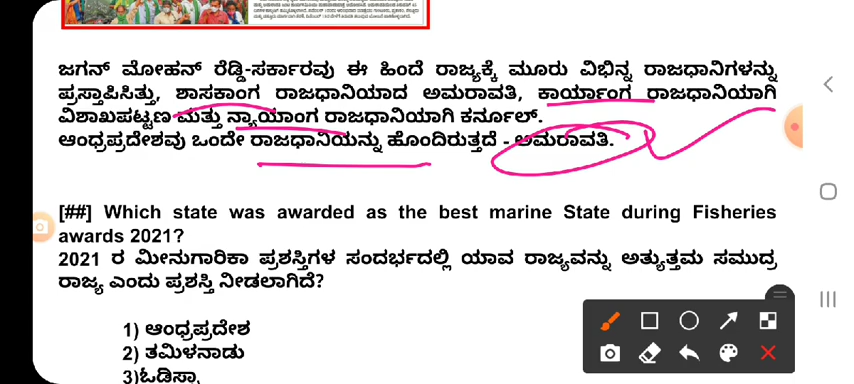 ಜಗನ್ ಮೋಹನ್ ರೆಡ್ಡಿ-ಸರ್ಕಾರವು ಈ ಹಿಂದೆ ರಾಜ್ಯಕ್ಕೆ ಮೂರು ವಿಭಿನ್ನ ರಾಜಧಾನಿಗಳನ್ನು
ಪ್ರಸ್ತಾಪಿಸಿತ್ತು, ಶಾಸಕಾಂಗ ರಾಜಧಾನಿಯಾದ ಅಮರಾವತಿ, ಕಾರ್ಯಾಂಗ ರಾಜಧಾನಿಯಾಗಿ
ವಿಶಾಖಪಟ್ಟಣ ಮತ್ತು ನ್ಯಾಯಾಂಗ ರಾಜಧಾನಿಯಾಗಿ ಕರ್ನೂಲ್.
ಆಂಧ್ರಪ್ರದೇಶವು ಒಂದೇ ರಾಜಧಾನಿಯನ್ನು ಹೊಂದಿರುತ್ತದೆ - ಅಮರಾವತಿ.
[##] Which state was awarded as the best marine State during Fisheries
awards 2021?
2021 ರ ಮೀನುಗಾರಿಕಾ ಪ್ರಶಸ್ತಿಗಳ ಸಂದರ್ಭದಲ್ಲಿ ಯಾವ ರಾಜ್ಯವನ್ನು ಅತ್ಯುತ್ತಮ ಸಮುದ್ರ
ರಾಜ್ಯ ಎಂದು ಪ್ರಶಸ್ತಿ ನೀಡಲಾಗಿದೆ?
1) ಆಂಧ್ರಪ್ರದೇಶ
2) ತಮಿಳನಾಡು
3)ಓಡಿಸ್ಸಾ